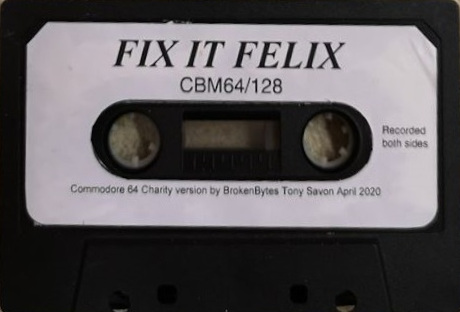 FIX IT FELIX
CBM64/128
Recorded
both sides
Commodore 64 Charity version by BrokenBytes Tony Savon April 2020